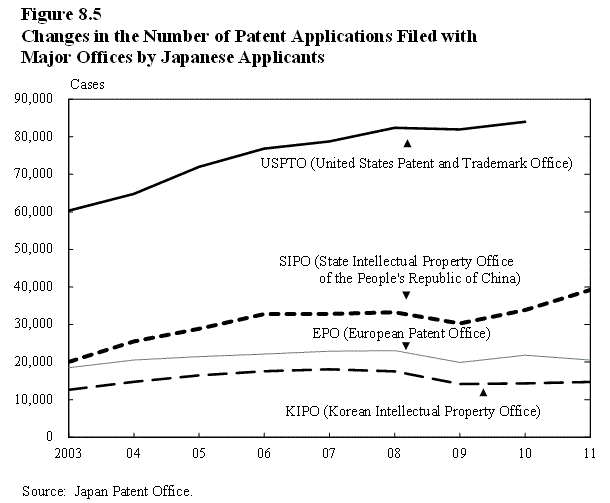 Figure 8.5
Changes in the Number of Patent Applications Filed with
Major Offices by Japanese Applicants
Cases
90,000
80,000
70,000
60,000
50,000
40,000
30,000
20,000
10,000
0
USPTO (United States Patent and Trademark Office)
SIPO (State Intellectual Property Office
of the People's Republic of China)
EPO (European Patent Office)
KIPO (Korean Intellectual Property Office)
2003 04 05 06 07 08 09 10 11
Source: Japan Patent Office.